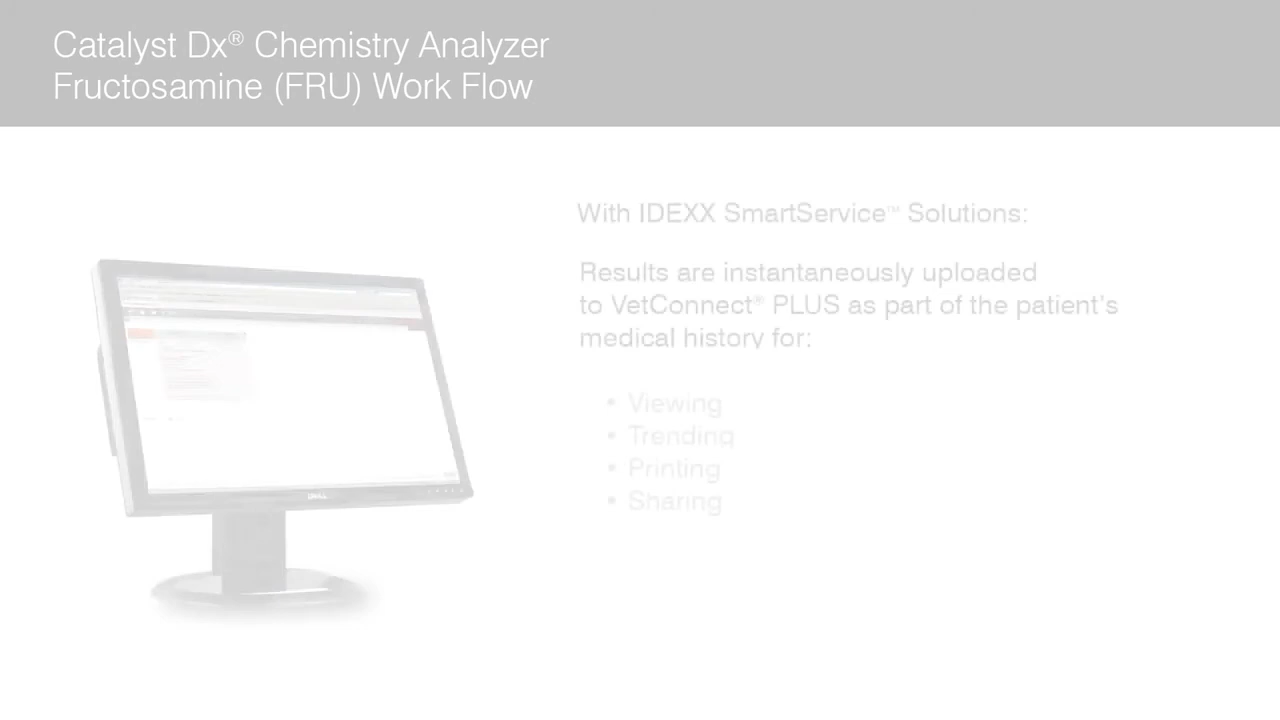 Catalyst Dx® Chemistry Analyzer
Fructosamine (FRU) Work Flow
With IDEXX SmartService™ Solutions:
Results are instantaneously uploaded
to VetConnect® PLUS as part of the patient's
medical history for:
• Viewing
• Trending
• Printing
• Sharing
DELL